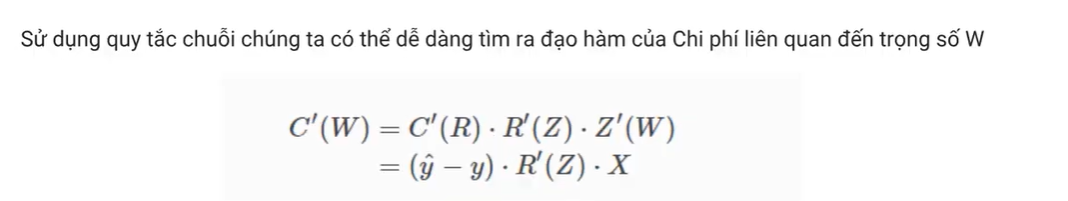 Sử dụng quy tắc chuỗi chúng ta có thể dễ dàng tìm ra đạo hàm của Chi phí liên quan đến trọng số W
C′(W) = C′(R) · R′(Z) · Z′(W)
= (ŷ − y) · R′(Z) · X